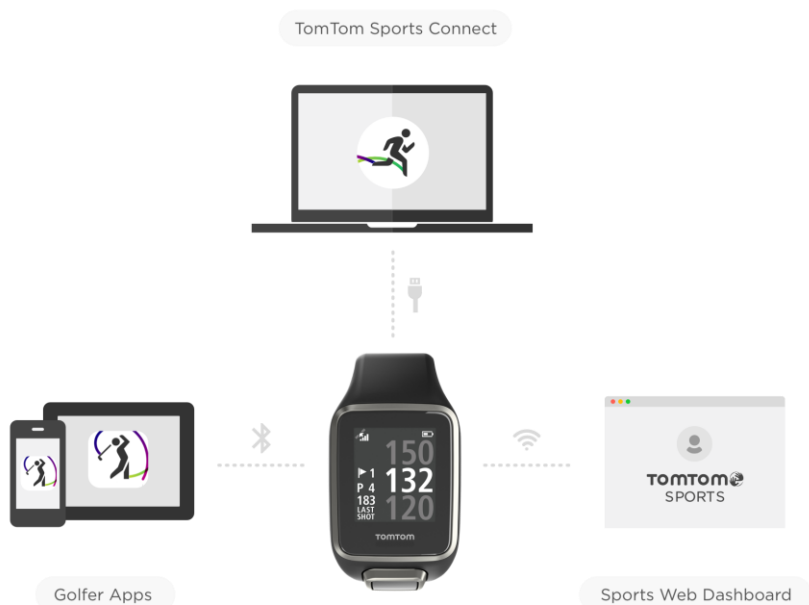 TomTom Sports Connect
150
1
132
P 4
183
LAST
SHOT
120
TOMTOM
TOMTOM
SPORTS
Golfer Apps
Sports Web Dashboard